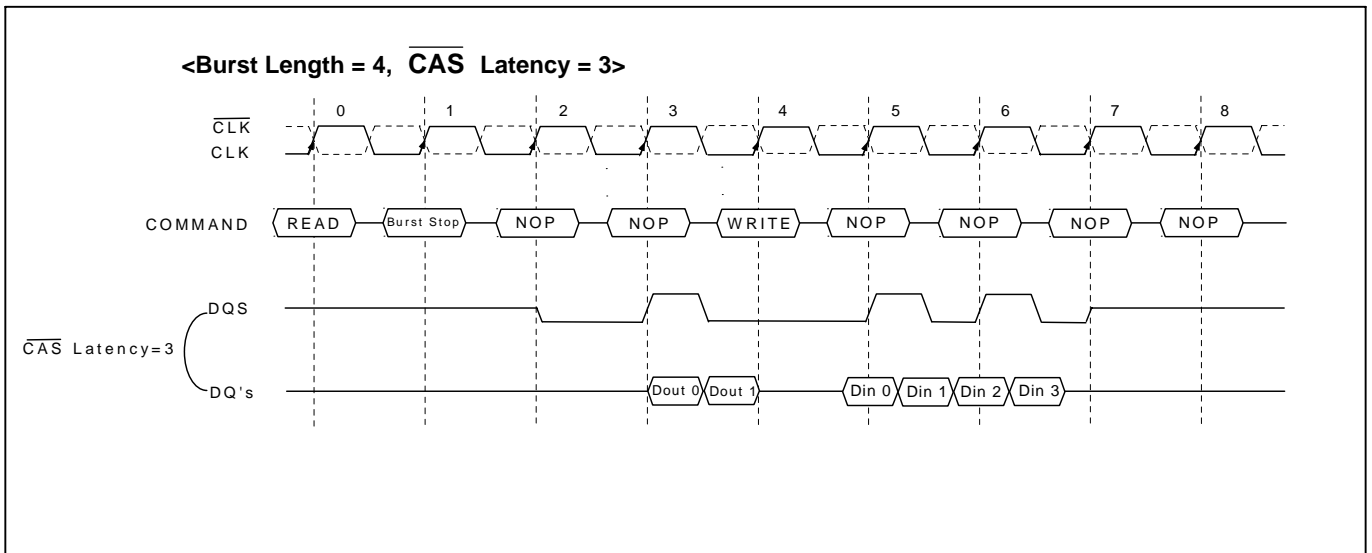 <Burst Length = 4, CAS Latency = 3>
0 1 2 3 4 5 6 7 8
CLK
CLK
COMMAND READ Burst Stop NOP NOP WRITE NOP NOP NOP NOP
DQS
CAS Latency=3
DQ's Dout 0 Dout 1 Din 0 Din 1 Din 2 Din 3